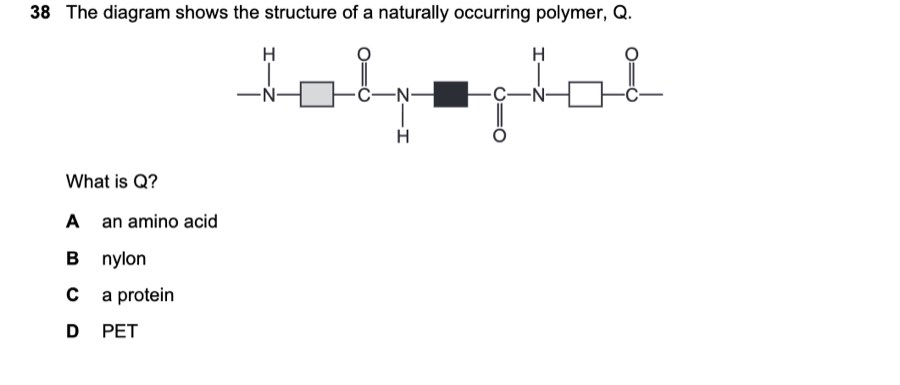 38 The diagram shows the structure of a naturally occurring polymer, Q.
H O H O
N C N C N C
H O
What is Q?
A an amino acid
B nylon
C a protein
D PET